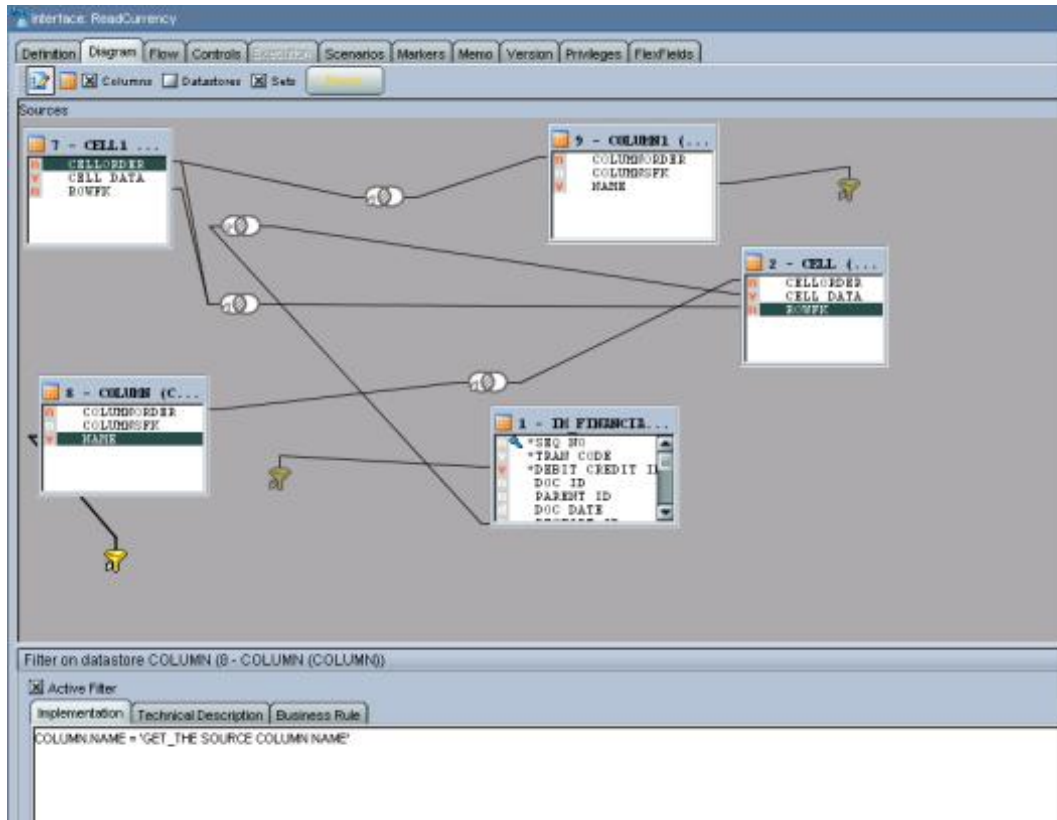 Interface: ReadCurrency
Definition Diagram Flow Controls Execution Scenarios Markers Memo Version Privileges FlexFields
Columns Datastores Sets
Sources
7 - CELL1 ...
CELLORDER
CELL DATA
ROWFK
9 - COLUMN1 (...
COLUMNORDER
COLUMNSFK
NAME
2 - CELL (...
CELLORDER
CELL DATA
ROWFK
8 - COLUMN (C...
COLUMNORDER
COLUMNSFK
NAME
1 - IM_FINANCIA...
*SEQ NO
*TRAN CODE
*DEBIT CREDIT I
DOC ID
PARENT ID
DOC DATE
Filter on datastore COLUMN (8 - COLUMN (COLUMN))
Active Filter
Implementation Technical Description Business Rule
COLUMN.NAME = 'GET_THE SOURCE COLUMN NAME'